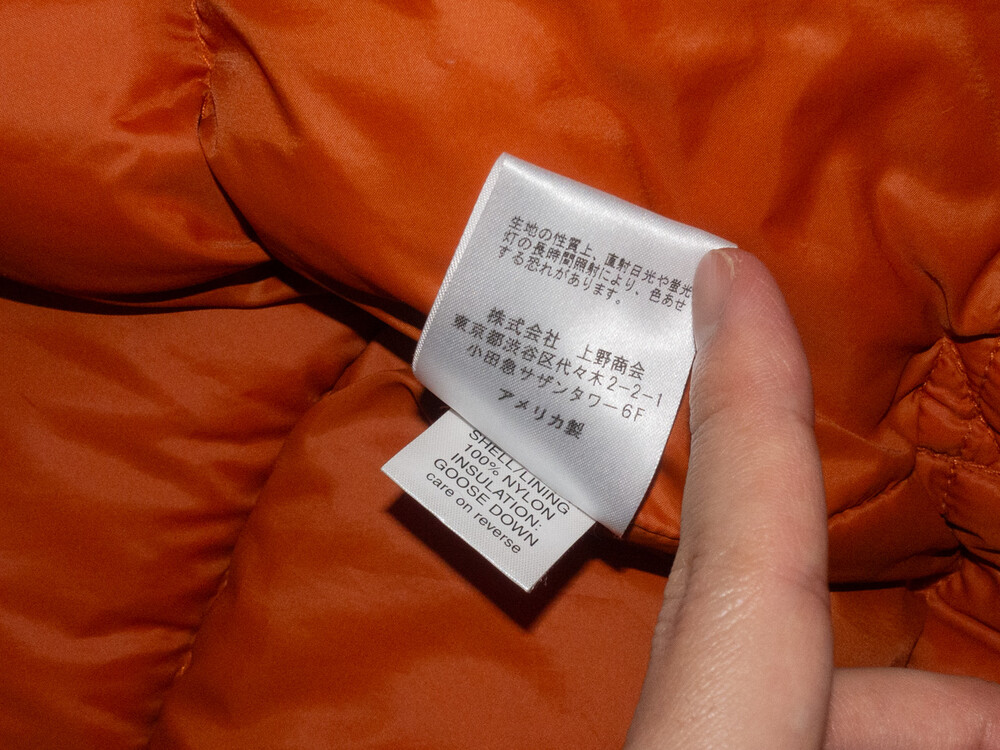 生地の性質上、直射日光や蛍光
灯の長時間照射により、色あせ
する恐れがあります。
株式会社 上野商会
東京都渋谷区代々木2-2-1
小田急サザンタワー6F
アメリカ製
SHELL/LINING
100% NYLON
INSULATION:
GOOSE DOWN
care on reverse